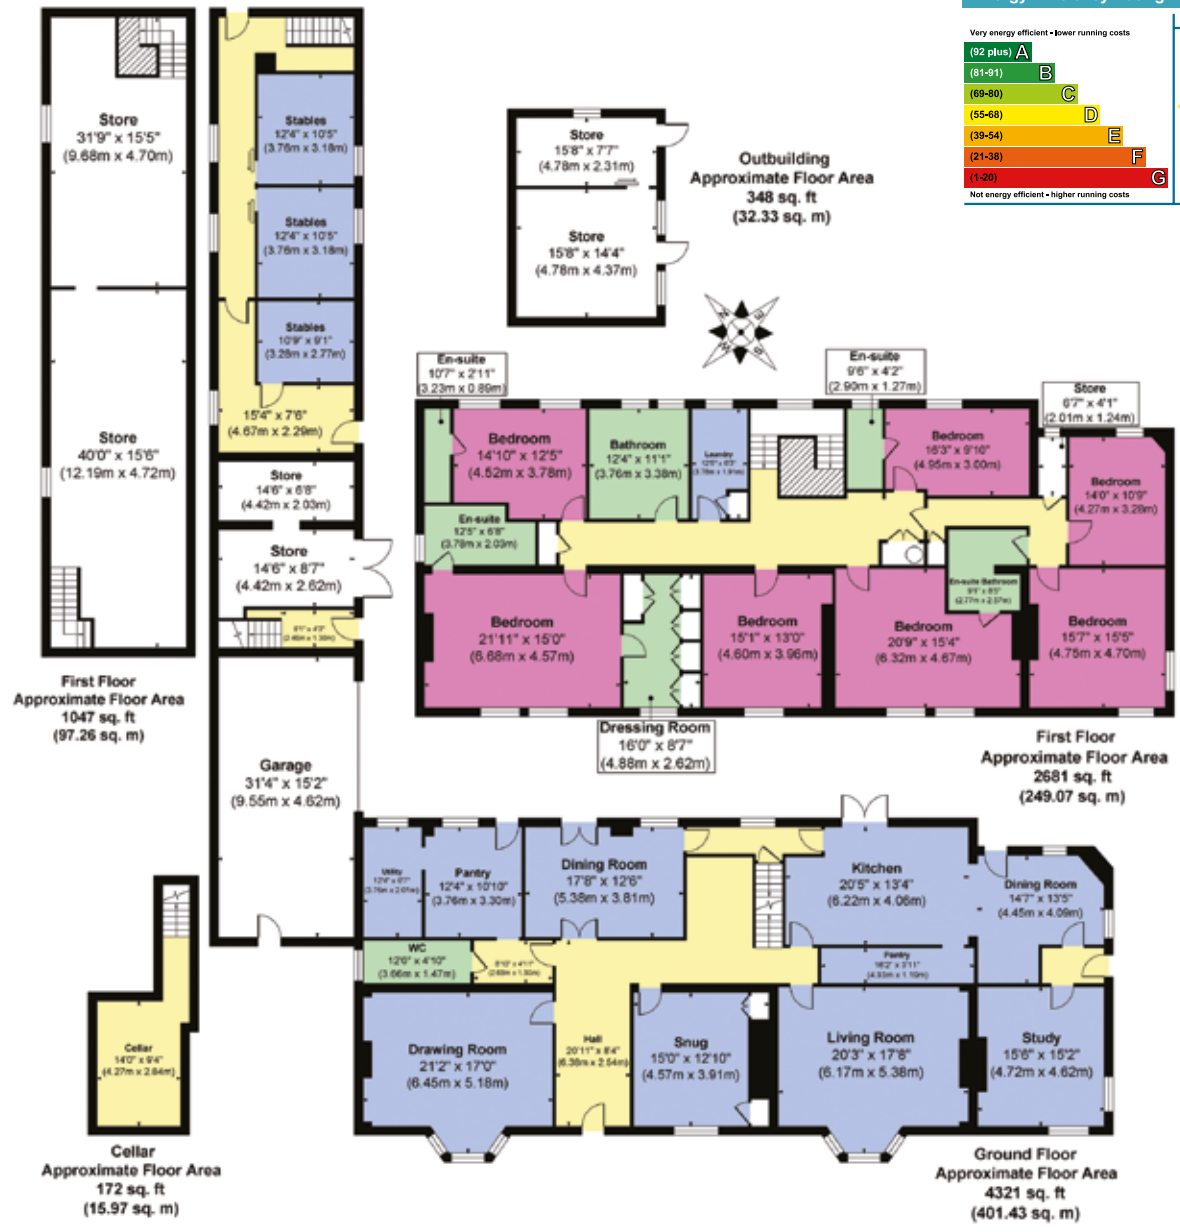 Very energy efficient - lower running costs
(92 plus) A
(81-91) B
(69-80) C
(55-68) D
(39-54) E
(21-38) F
(1-20) G
Not energy efficient - higher running costs
Store
31'9" x 15'5"
(9.68m x 4.70m)
Store
40'0" x 15'6"
(12.19m x 4.72m)
First Floor
Approximate Floor Area
1047 sq. ft
(97.26 sq. m)
Stables
12'4" x 10'5"
(3.76m x 3.18m)
Stables
12'4" x 10'5"
(3.76m x 3.18m)
Stables
10'9" x 9'1"
(3.28m x 2.77m)
15'4" x 7'6"
(4.67m x 2.29m)
Store
14'6" x 6'8"
(4.42m x 2.03m)
Store
14'6" x 8'7"
(4.42m x 2.62m)
Garage
31'4" x 15'2"
(9.55m x 4.62m)
Store
15'8" x 7'7"
(4.78m x 2.31m)
Store
15'8" x 14'4"
(4.78m x 4.37m)
Outbuilding
Approximate Floor Area
348 sq. ft
(32.33 sq. m)
N
E
S
W
En-suite
10'7" x 2'11"
(3.23m x 0.89m)
En-suite
9'6" x 4'2"
(2.90m x 1.27m)
Store
6'7" x 4'1"
(2.01m x 1.24m)
Bedroom
14'10" x 12'5"
(4.52m x 3.78m)
Bathroom
12'4" x 11'1"
(3.76m x 3.38m)
Laundry
Bedroom
16'3" x 9'10"
(4.95m x 3.00m)
Bedroom
14'0" x 10'9"
(4.27m x 3.28m)
En-suite
12'5" x 6'8"
(3.78m x 2.03m)
En-suite Bathroom
Bedroom
21'11" x 15'0"
(6.68m x 4.57m)
Bedroom
15'1" x 13'0"
(4.60m x 3.96m)
Bedroom
20'9" x 15'4"
(6.32m x 4.67m)
Bedroom
15'7" x 15'5"
(4.75m x 4.70m)
Dressing Room
16'0" x 8'7"
(4.88m x 2.62m)
First Floor
Approximate Floor Area
2681 sq. ft
(249.07 sq. m)
Utility
Pantry
12'4" x 10'10"
(3.76m x 3.30m)
Dining Room
17'8" x 12'6"
(5.38m x 3.81m)
Kitchen
20'5" x 13'4"
(6.22m x 4.06m)
Dining Room
14'7" x 13'5"
(4.45m x 4.09m)
WC
12'0" x 4'10"
(3.66m x 1.47m)
Pantry
16'2" x 3'11"
(4.93m x 1.19m)
Drawing Room
21'2" x 17'0"
(6.45m x 5.18m)
Hall
20'11" x 8'4"
(6.38m x 2.54m)
Snug
15'0" x 12'10"
(4.57m x 3.91m)
Living Room
20'3" x 17'8"
(6.17m x 5.38m)
Study
15'6" x 15'2"
(4.72m x 4.62m)
Cellar
14'0" x 9'4"
(4.27m x 2.84m)
Cellar
Approximate Floor Area
172 sq. ft
(15.97 sq. m)
Ground Floor
Approximate Floor Area
4321 sq. ft
(401.43 sq. m)